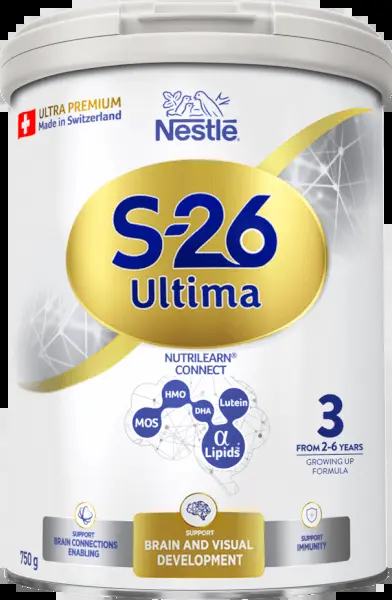 ULTRA PREMIUM
Made in Switzerland
Nestlé
S-26
Ultima
NUTRILEARN®
CONNECT
MOS
HMO
DHA
Lutein
α
Lipids
3
FROM 2-6 YEARS
GROWING UP
FORMULA
750 g
SUPPORT
BRAIN CONNECTIONS
ENABLING
SUPPORT
BRAIN AND VISUAL
DEVELOPMENT
SUPPORT
IMMUNITY